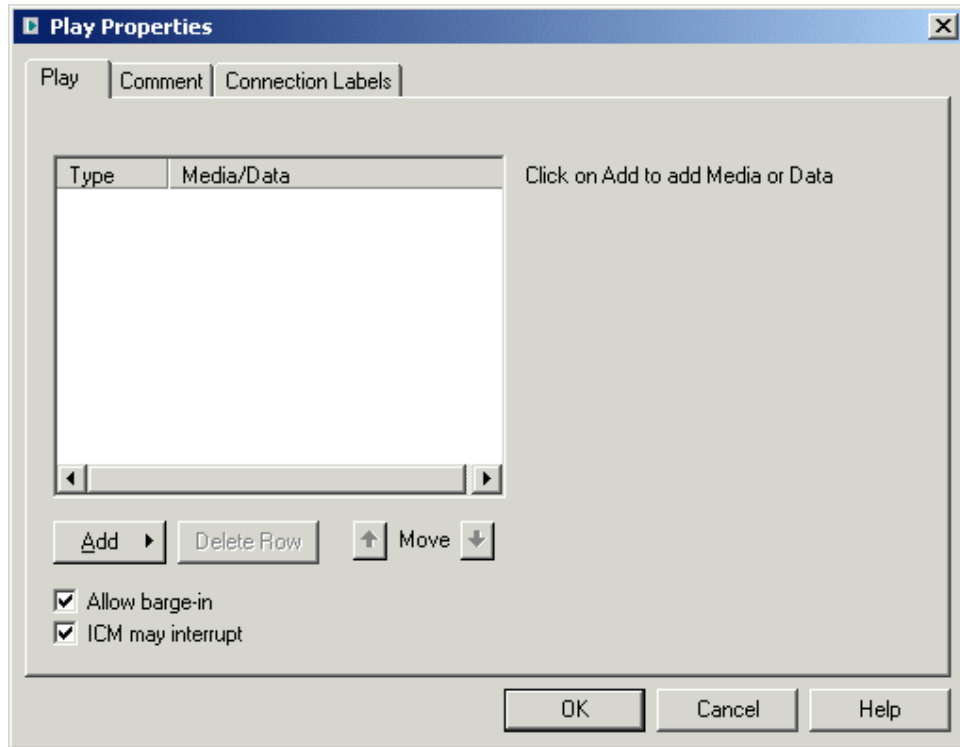 Play Properties
Play Comment Connection Labels
Type Media/Data
Click on Add to add Media or Data
Add Delete Row Move
Allow barge-in
ICM may interrupt
OK Cancel Help